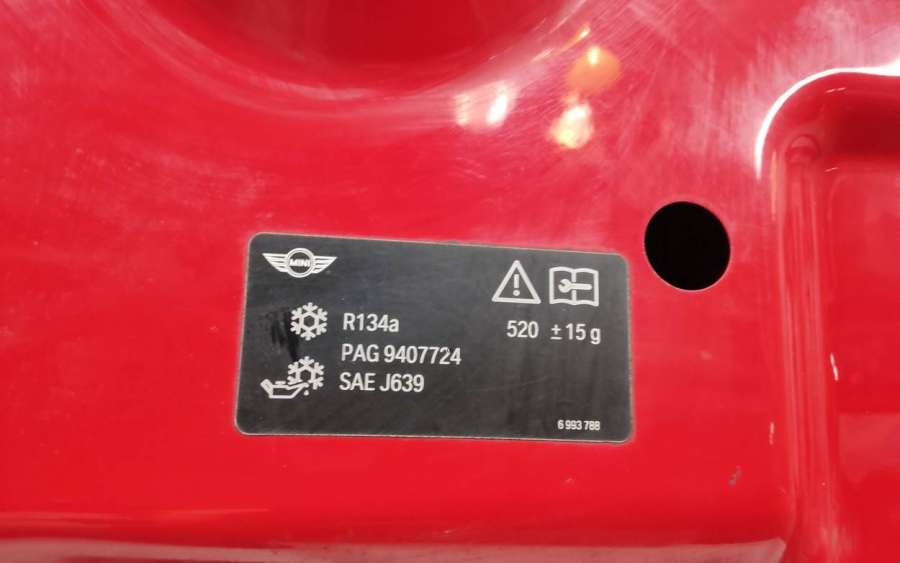 MINI
R134a 520 ± 15 g
PAG 9407724
SAE J639
6 993 788